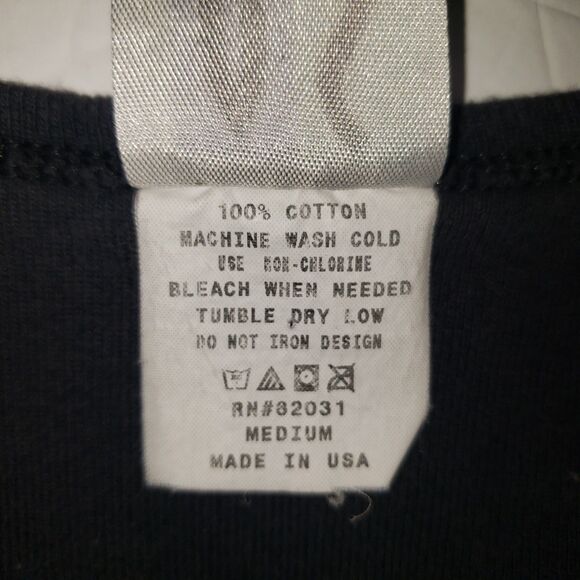 100% COTTON
MACHINE WASH COLD
USE NON-CHLORINE
BLEACH WHEN NEEDED
TUMBLE DRY LOW
DO NOT IRON DESIGN
RN#82031
MEDIUM
MADE IN USA